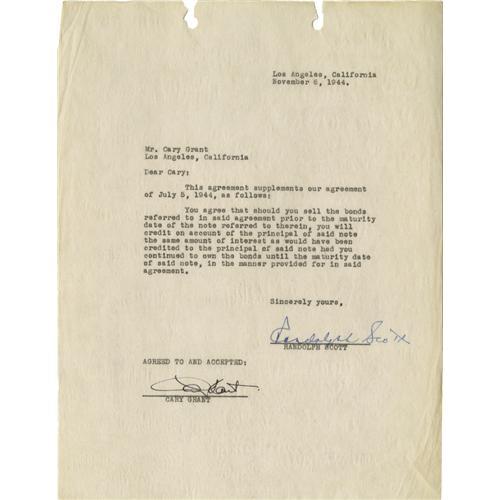 Los Angeles, California
November 6, 1944.
Mr. Cary Grant
Los Angeles, California
Dear Cary:
This agreement supplements our agreement
of July 5, 1944, as follows:
You agree that should you sell the bonds
referred to in said agreement prior to the maturity
date of the note referred to therein, you will
credit on account of the principal of said note
the same amount of interest as would have been
credited to the principal of said note had you
continued to own the bonds until the maturity date
of said note, in the manner provided for in said
agreement.
Sincerely yours,
Randolph Scott
RANDOLPH SCOTT
AGREED TO AND ACCEPTED:
Cary Grant
CARY GRANT